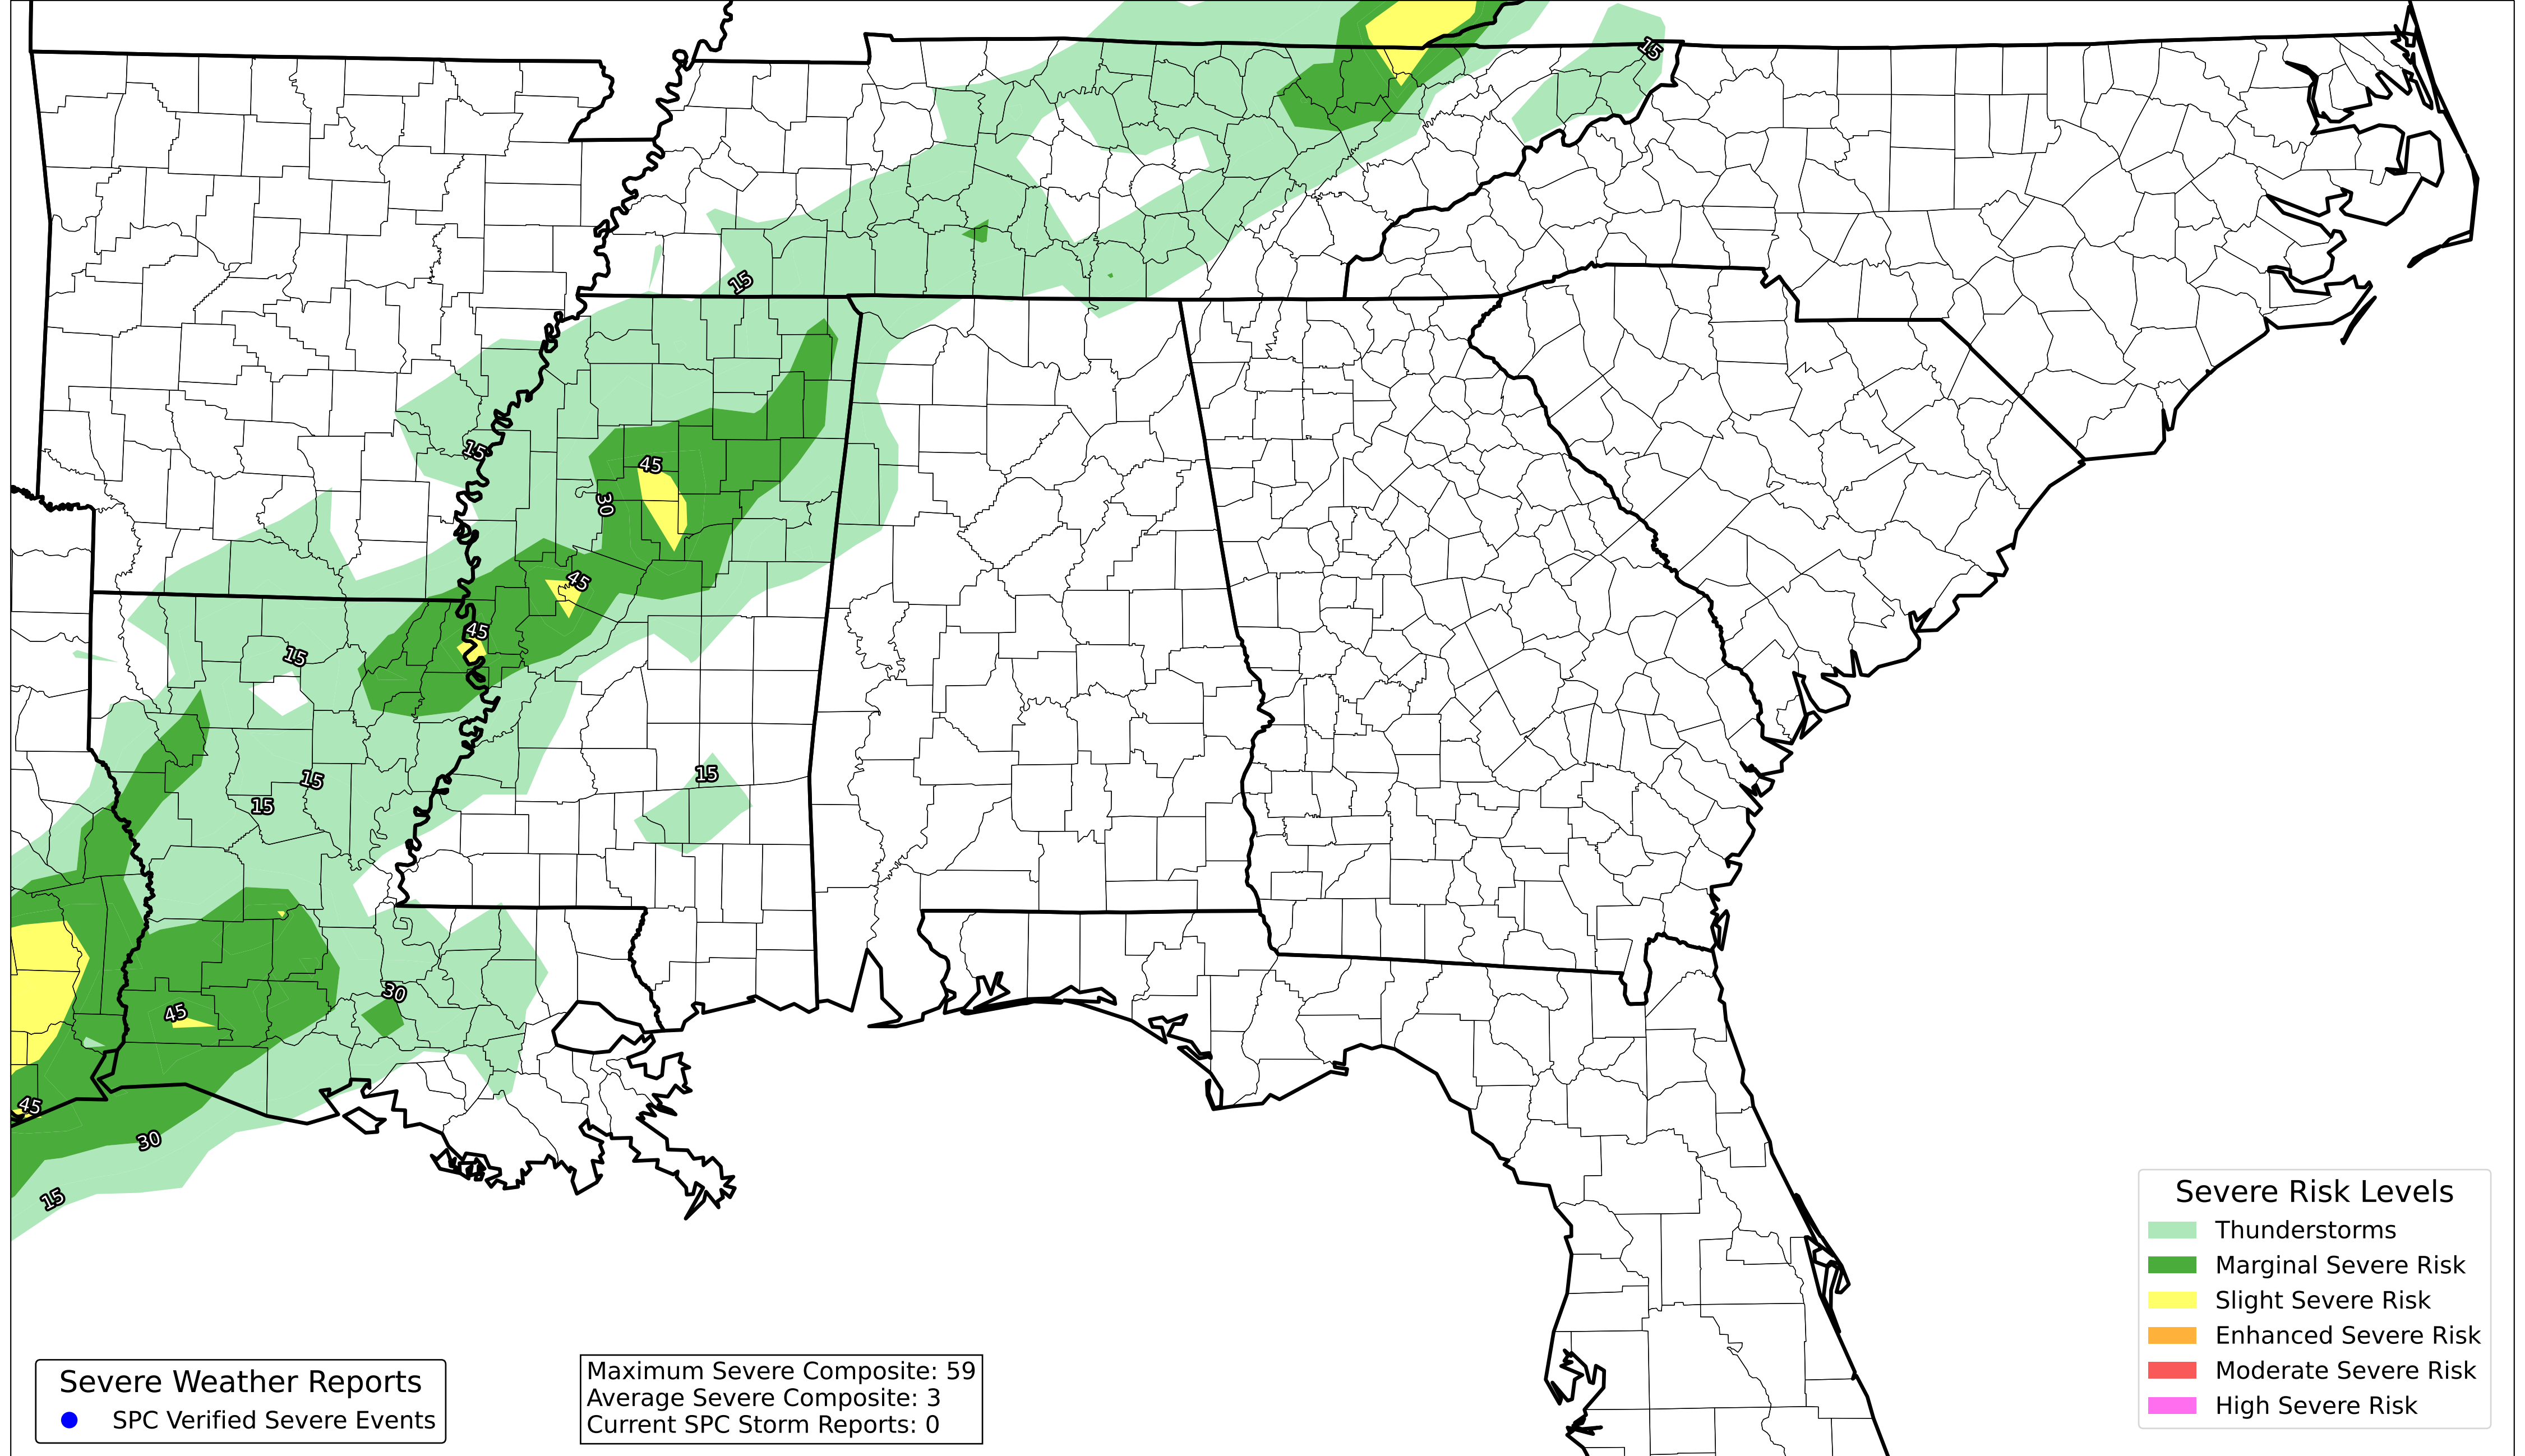 15
15
45
15
30
45
45
15
15
15
15
30
45
45
30
15
Severe Risk Levels
Thunderstorms
Marginal Severe Risk
Slight Severe Risk
Enhanced Severe Risk
Moderate Severe Risk
High Severe Risk
Severe Weather Reports
SPC Verified Severe Events
Maximum Severe Composite: 59
Average Severe Composite: 3
Current SPC Storm Reports: 0